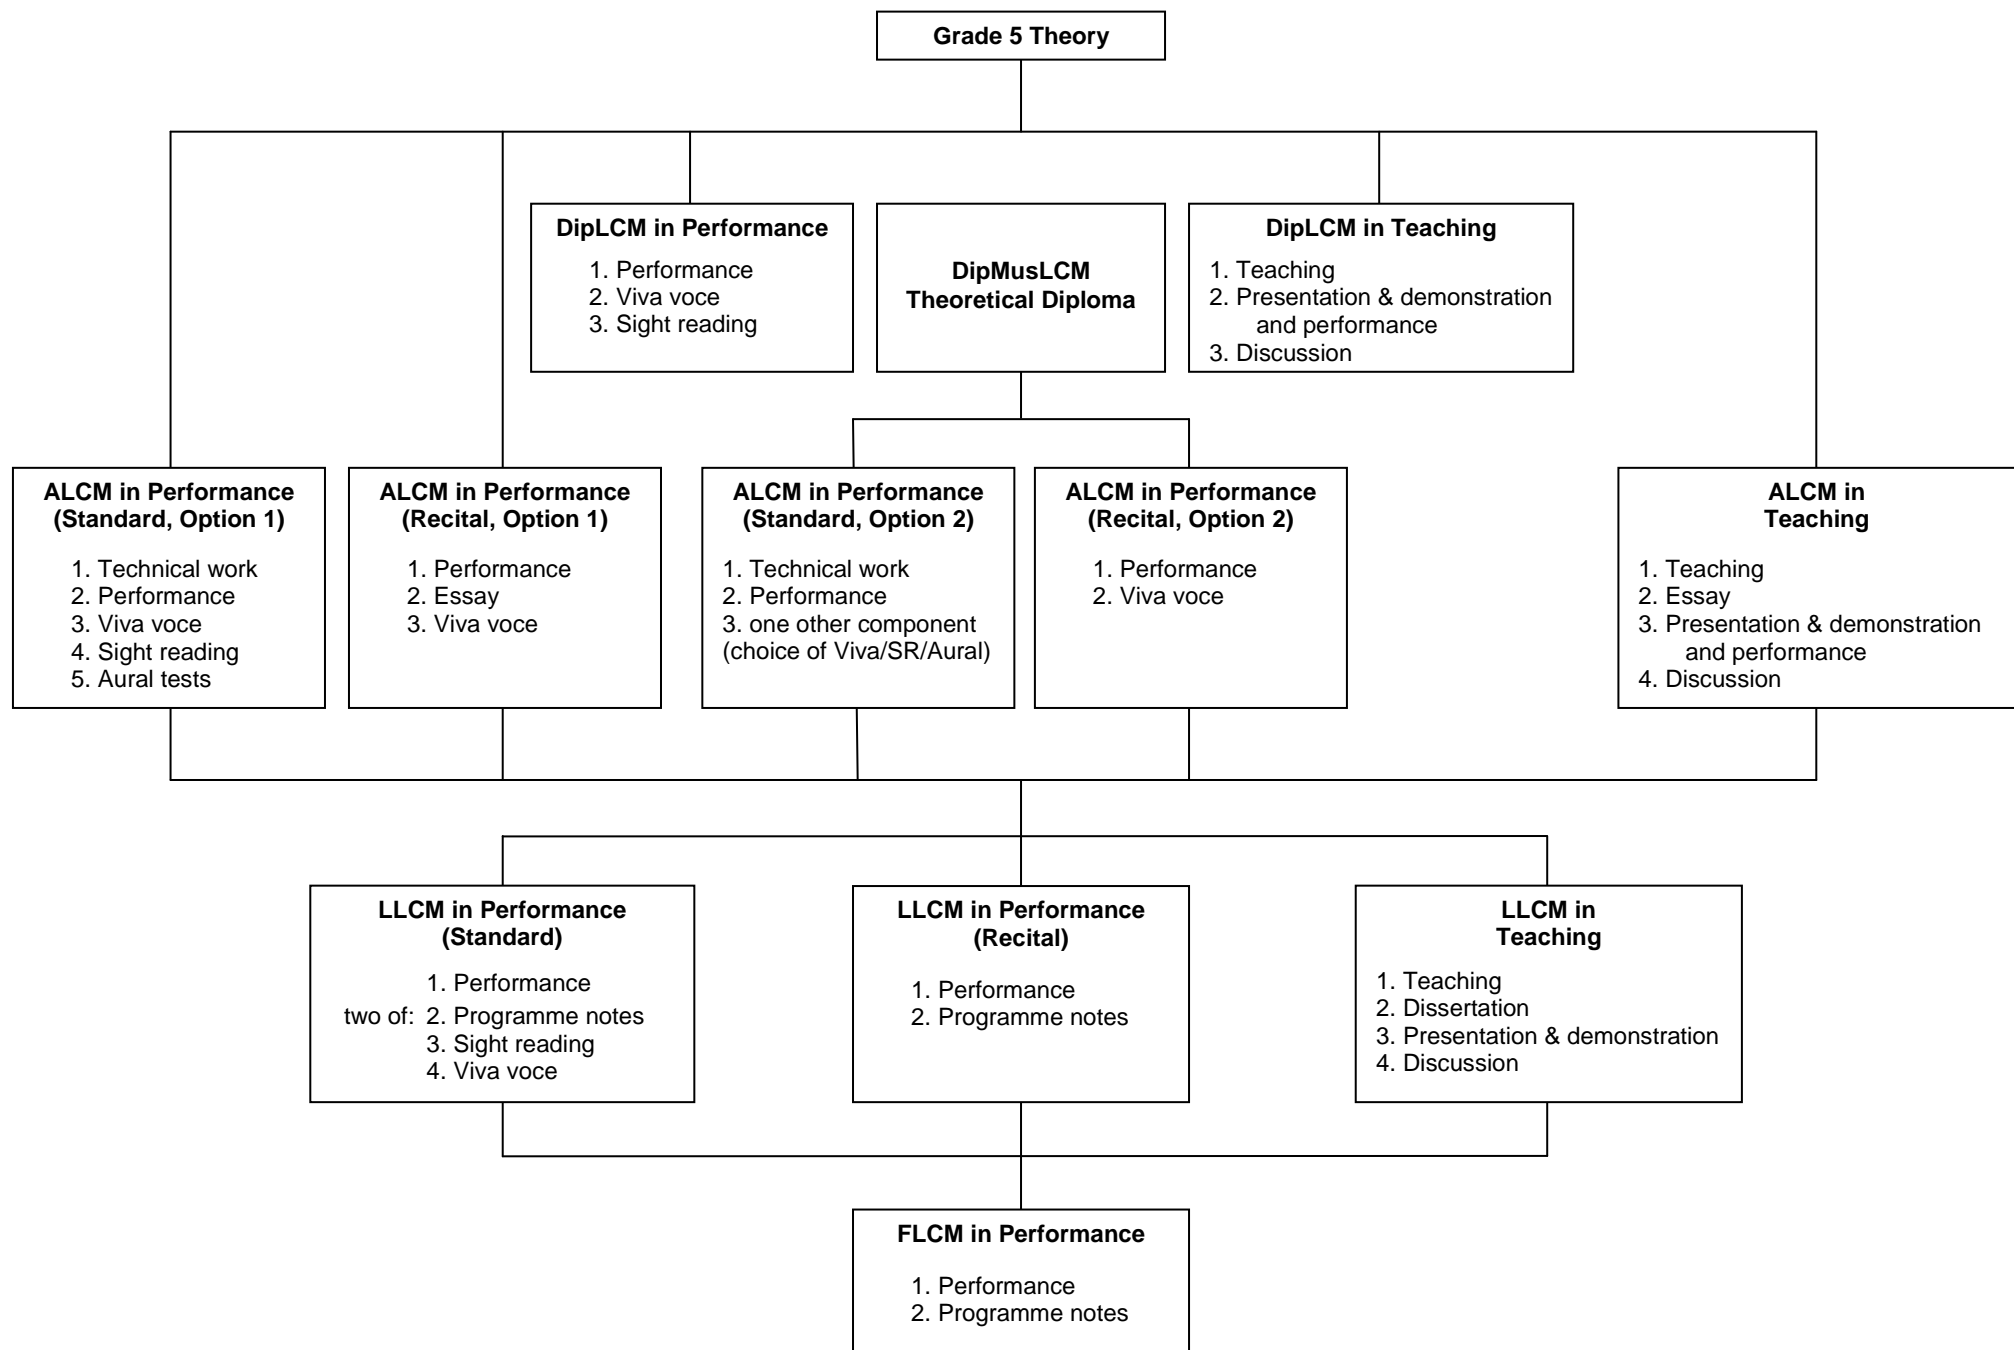 Grade 5 Theory
DipLCM in Performance
1. Performance
2. Viva voce
3. Sight reading
DipMusLCM
Theoretical Diploma
DipLCM in Teaching
1. Teaching
2. Presentation & demonstration
and performance
3. Discussion
ALCM in Performance
(Standard, Option 1)
1. Technical work
2. Performance
3. Viva voce
4. Sight reading
5. Aural tests
ALCM in Performance
(Recital, Option 1)
1. Performance
2. Essay
3. Viva voce
ALCM in Performance
(Standard, Option 2)
1. Technical work
2. Performance
3. one other component
(choice of Viva/SR/Aural)
ALCM in Performance
(Recital, Option 2)
1. Performance
2. Viva voce
ALCM in
Teaching
1. Teaching
2. Essay
3. Presentation & demonstration
and performance
4. Discussion
LLCM in Performance
(Standard)
1. Performance
two of: 2. Programme notes
3. Sight reading
4. Viva voce
LLCM in Performance
(Recital)
1. Performance
2. Programme notes
LLCM in
Teaching
1. Teaching
2. Dissertation
3. Presentation & demonstration
4. Discussion
FLCM in Performance
1. Performance
2. Programme notes